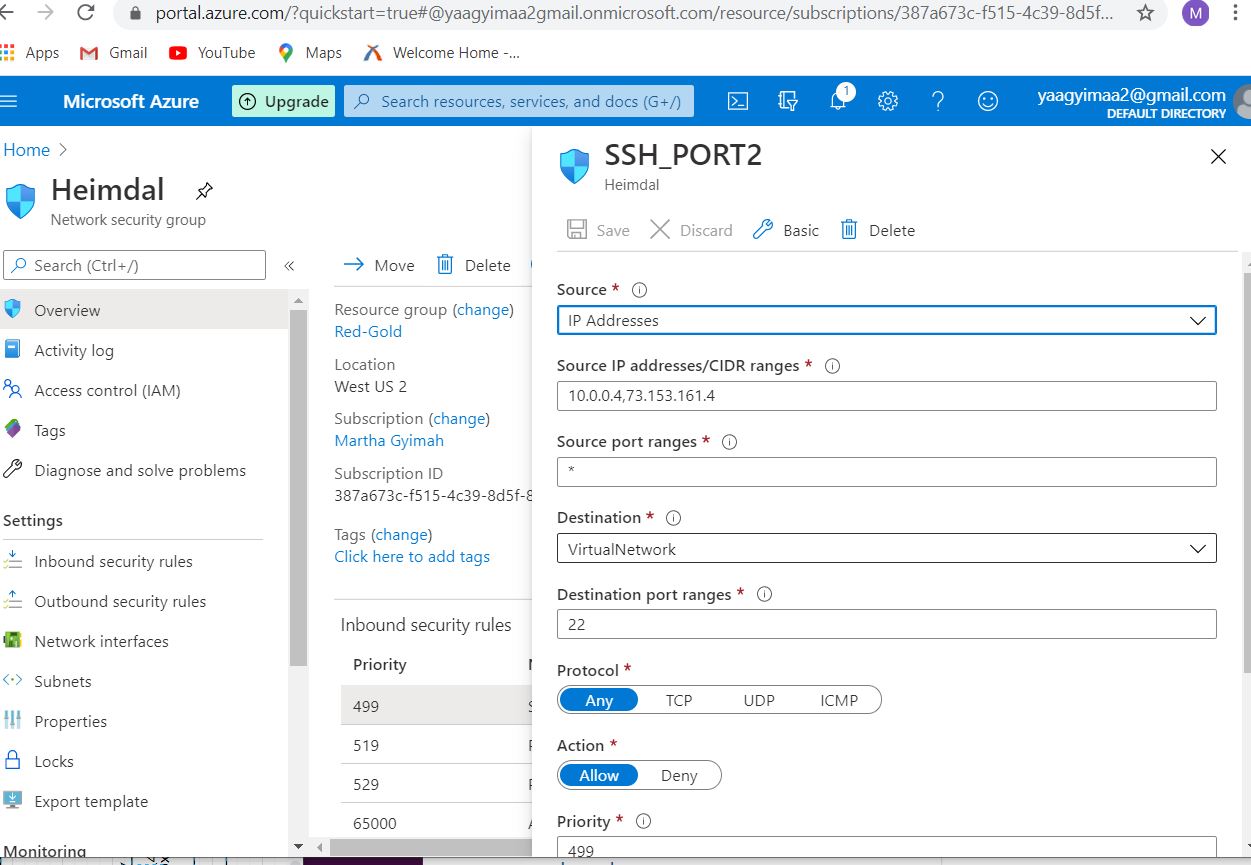 portal.azure.com/?quickstart=true#@yaagyimaa2gmail.onmicrosoft.com/resource/subscriptions/387a673c-f515-4c39-8d5f... M
Apps Gmail YouTube Maps Welcome Home -...
Microsoft Azure Upgrade Search resources, services, and docs (G+/) 1 yaagyimaa2@gmail.com
DEFAULT DIRECTORY
Home >
Heimdal
Network security group
Search (Ctrl+/) «
Overview
Activity log
Access control (IAM)
Tags
Diagnose and solve problems
Settings
Inbound security rules
Outbound security rules
Network interfaces
Subnets
Properties
Locks
Export template
Monitoring
Move Delete
Resource group (change)
Red-Gold
Location
West US 2
Subscription (change)
Martha Gyimah
Subscription ID
387a673c-f515-4c39-8d5f-8
Tags (change)
Click here to add tags
Inbound security rules
Priority
499
519
529
65000
SSH_PORT2
Heimdal
Save Discard Basic Delete
Source *
IP Addresses
Source IP addresses/CIDR ranges *
10.0.0.4,73.153.161.4
Source port ranges *
*
Destination *
VirtualNetwork
Destination port ranges *
22
Protocol *
Any TCP UDP ICMP
Action *
Allow Deny
Priority *
499